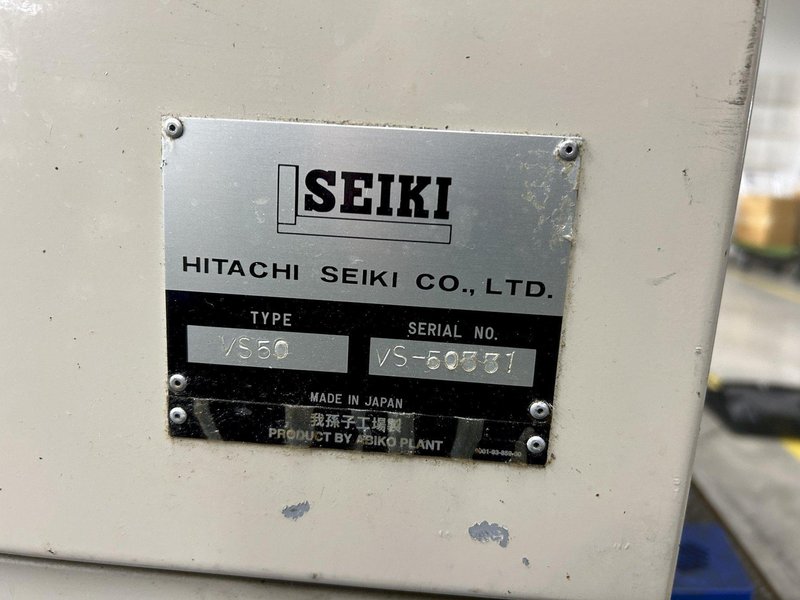 SEIKI
HITACHI SEIKI CO., LTD.
TYPE
SERIAL NO.
VS50
MADE IN JAPAN
我孫子工場製
PRODUCT BY ABIKO PLANT